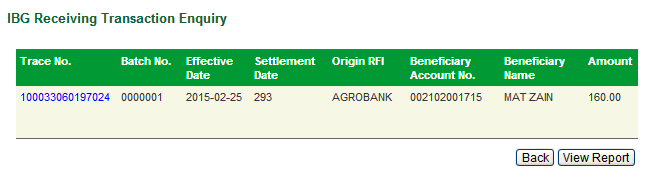 IBG Receiving Transaction Enquiry
Trace No. Batch No. Effective Date Settlement Date Origin RFI Beneficiary Account No. Beneficiary Name Amount
100033060197024 0000001 2015-02-25 293 AGROBANK 002102001715 MAT ZAIN 160.00
Back View Report